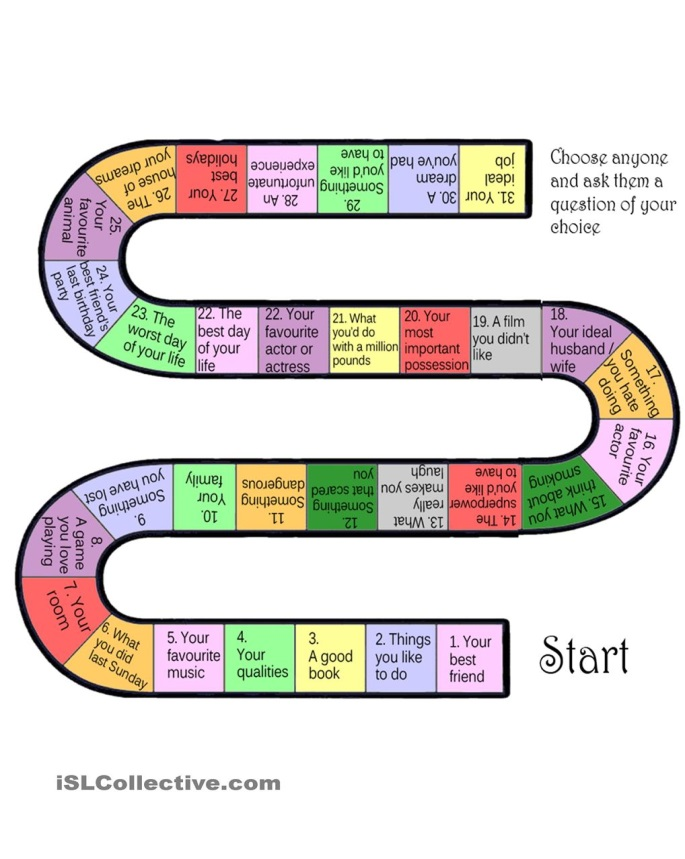 Start
1. Your
best
friend
2. Things
you like
to do
3.
A good
book
4.
Your
qualities
5. Your
favourite
music
6. What
you did
last Sunday
7. Your
room
8.
A game
you love
playing
9.
Something
you have lost
10.
Your
family
11.
Something
dangerous
12.
Something
that scared
you
13. What
really
makes you
laugh
14. The
superpower
you'd like
to have
15. What you
think about
smoking
16. Your
favourite
actor
17.
Something
you hate
doing
18.
Your ideal
husband /
wife
19. A film
you didn't
like
20. Your
most
important
possession
21. What
you'd do
with a million
pounds
22. Your
favourite
actor or
actress
22. The
best day
of your
life
23. The
worst day
of your life
24. Your
best friend's
last birthday
party
25.
Your
favourite
animal
26. The
house of
your dreams
27. Your
best
holidays
28. An
unfortunate
experience
29.
Something
you'd like
to have
30. A
dream
you've had
31. Your
ideal
job
Choose anyone
and ask them a
question of your
choice
iSLCollective.com